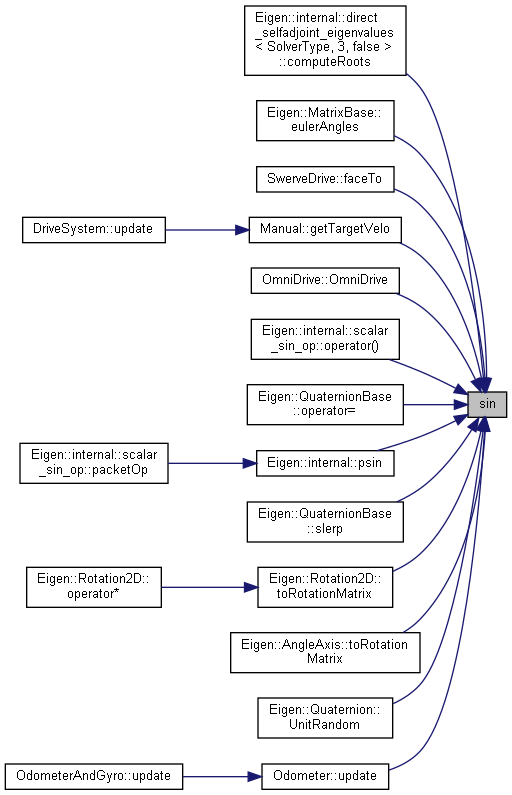 Eigen::internal::direct
_selfadjoint_eigenvalues
< SolverType, 3, false >
::computeRoots
Eigen::MatrixBase::
eulerAngles
SwerveDrive::faceTo
DriveSystem::update
Manual::getTargetVelo
OmniDrive::OmniDrive
Eigen::internal::scalar
_sin_op::operator()
Eigen::QuaternionBase
::operator=
sin
Eigen::internal::scalar
_sin_op::packetOp
Eigen::internal::psin
Eigen::QuaternionBase
::slerp
Eigen::Rotation2D::
operator*
Eigen::Rotation2D::
toRotationMatrix
Eigen::AngleAxis::toRotation
Matrix
Eigen::Quaternion::
UnitRandom
OdometerAndGyro::update
Odometer::update